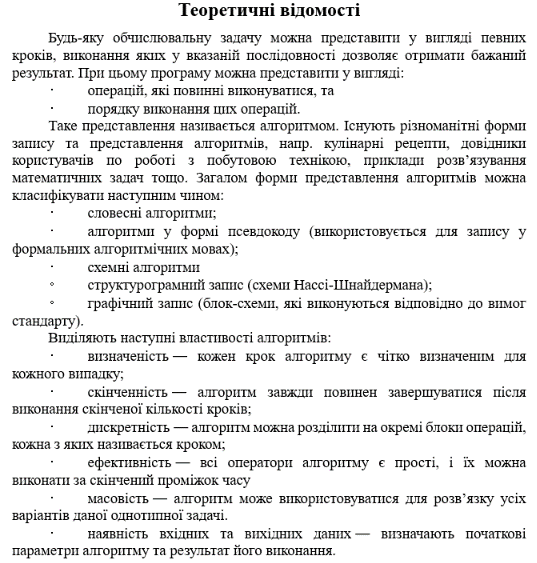 Теоретичні відомості
Будь-яку обчислювальну задачу можна представити у вигляді певних
кроків, виконання яких у вказаній послідовності дозволяє отримати бажаний
результат. При цьому програму можна представити у вигляді:
· операцій, які повинні виконуватися, та
· порядку виконання цих операцій.
Таке представлення називається алгоритмом. Існують різноманітні форми
запису та представлення алгоритмів, напр. кулінарні рецепти, довідники
користувачів по роботі з побутовою технікою, приклади розв’язування
математичних задач тощо. Загалом форми представлення алгоритмів можна
класифікувати наступним чином:
· словесні алгоритми;
· алгоритми у формі псевдокоду (використовується для запису у
формальних алгоритмічних мовах);
· схемні алгоритми
◦ структурограмний запис (схеми Нассі-Шнайдермана);
◦ графічний запис (блок-схеми, які виконуються відповідно до вимог
стандарту).
Виділяють наступні властивості алгоритмів:
· визначеність — кожен крок алгоритму є чітко визначеним для
кожного випадку;
· скінченність — алгоритм завжди повинен завершуватися після
виконання скінченої кількості кроків;
· дискретність — алгоритм можна розділити на окремі блоки операцій,
кожна з яких називається кроком;
· ефективність — всі оператори алгоритму є прості, і їх можна
виконати за скінчений проміжок часу
· масовість — алгоритм може використовуватися для розв’язку усіх
варіантів даної однотипної задачі.
· наявність вхідних та вихідних даних — визначають початкові
параметри алгоритму та результат його виконання.